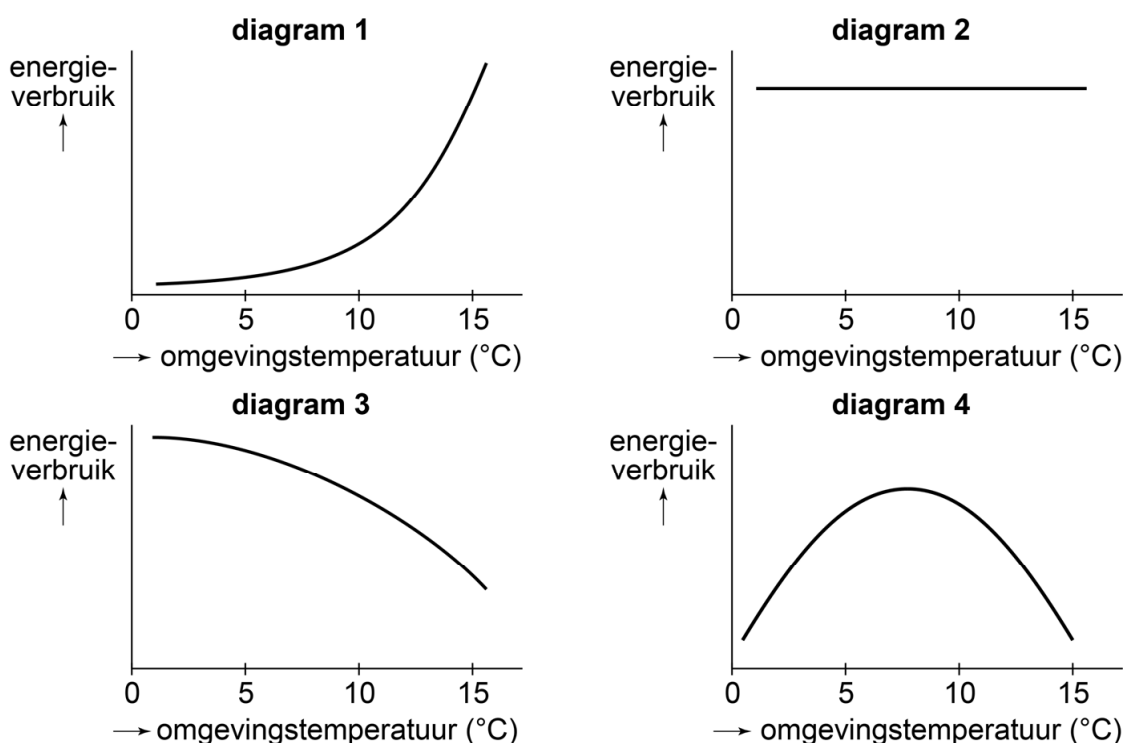 diagram 1
energie-
verbruik
0 5 10 15
omgevingstemperatuur (°C)
diagram 2
energie-
verbruik
0 5 10 15
omgevingstemperatuur (°C)
diagram 3
energie-
verbruik
0 5 10 15
omgevingstemperatuur (°C)
diagram 4
energie-
verbruik
0 5 10 15
omgevingstemperatuur (°C)